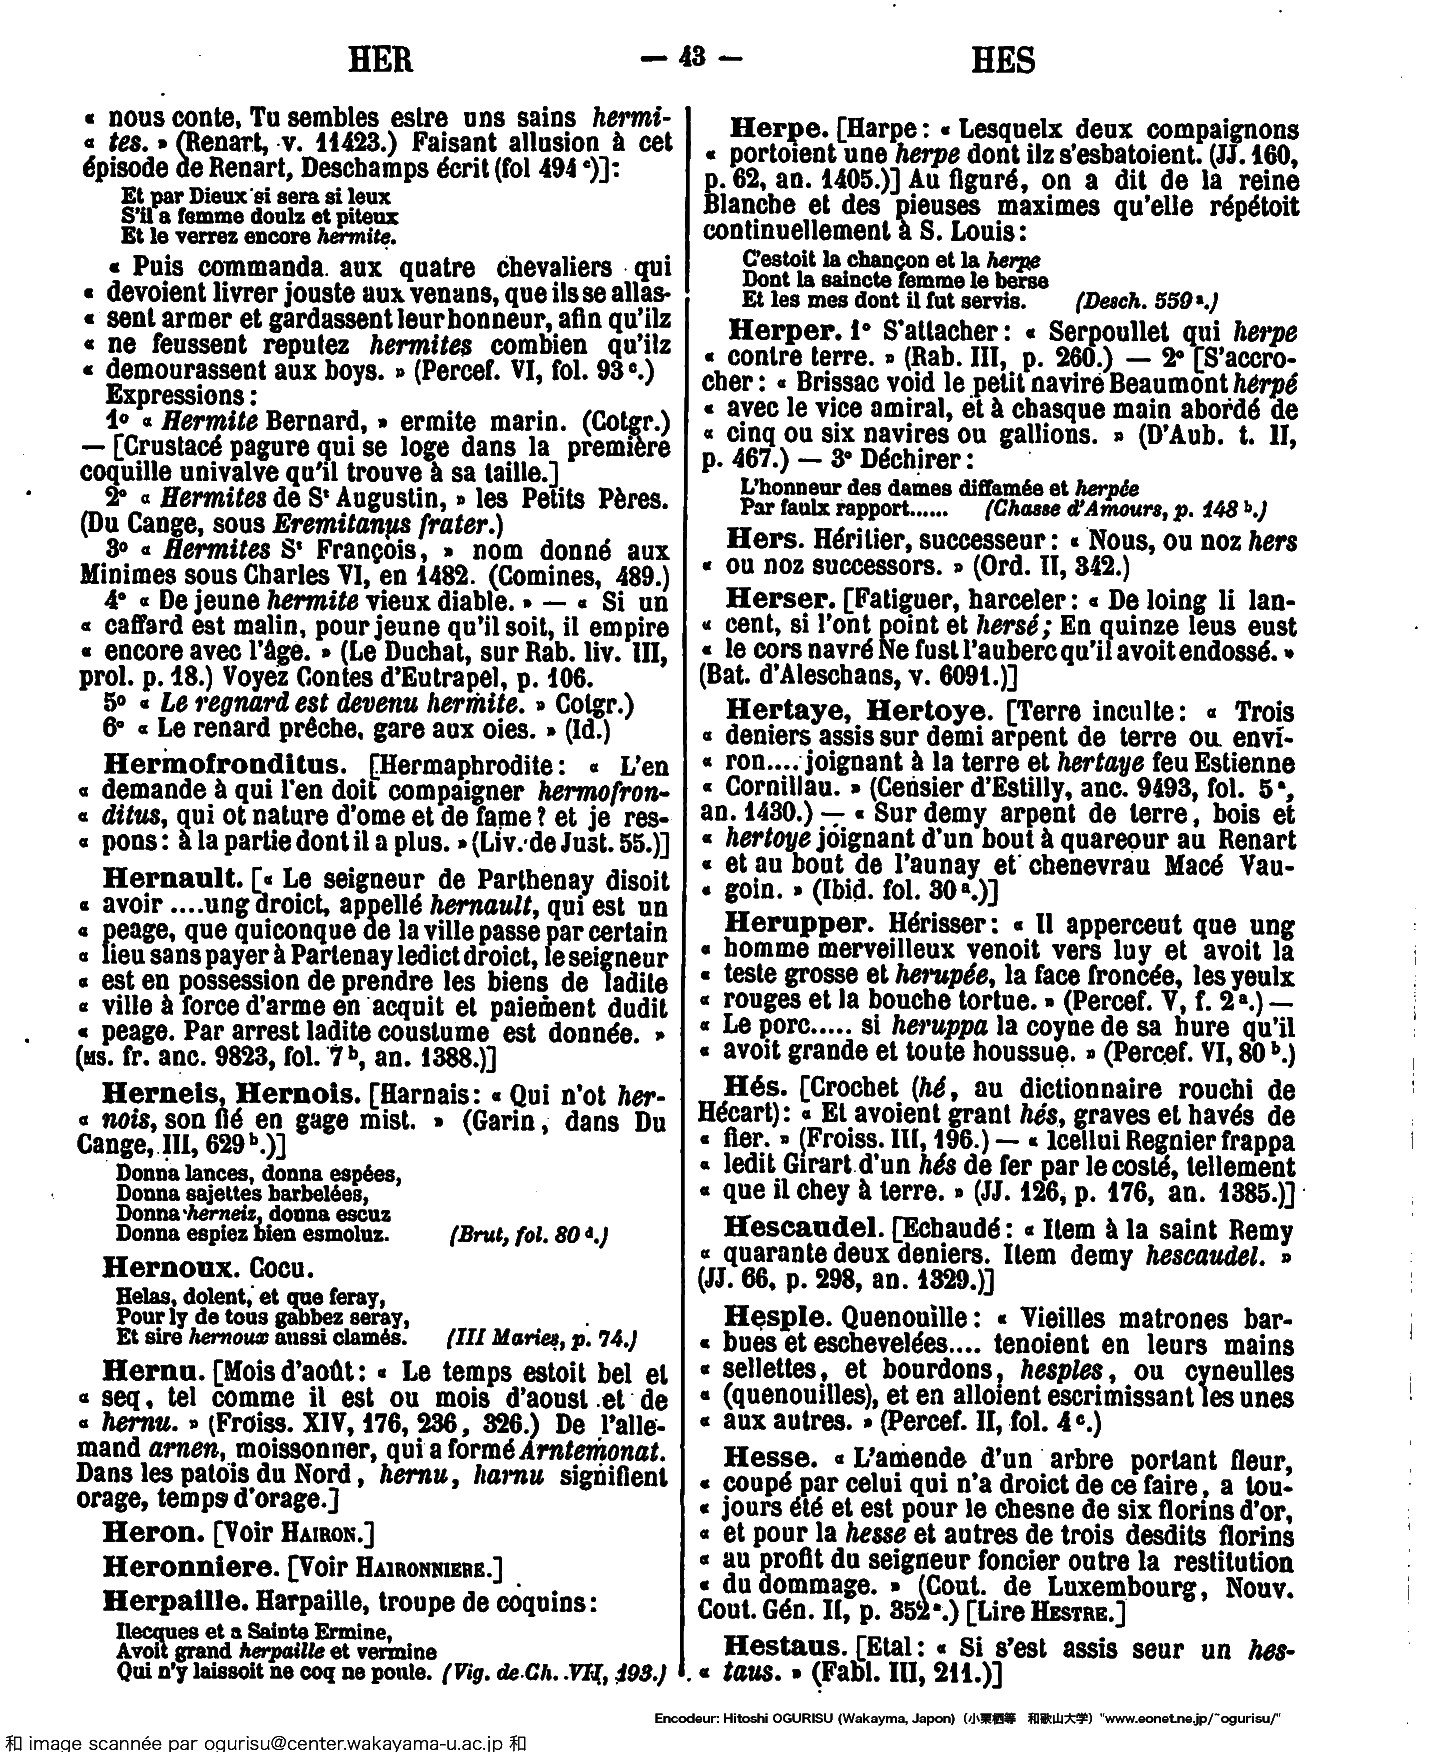 HER
— 43 —
HES
« nous conte, Tu sembles estre uns sains hermi-
« tes. » (Renart, v. 11423.) Faisant allusion à cet
épisode de Renart, Deschamps écrit (fol 494 c)]:
Et par Dieux si sera si leux
S'il a femme doulz et piteux
Et le verrez encore hermite.
« Puis commanda aux quatre chevaliers qui
« devoient livrer jouste aux venans, que ils se allas-
« sent armer et gardassent leur honneur, afin qu'ilz
« ne feussent reputez hermites combien qu'ilz
« demourassent aux boys. » (Percef. VI, fol. 93 c.)
Expressions :
1º « Hermite Bernard, » ermite marin. (Cotgr.)
— [Crustacé pagure qui se loge dans la première
coquille univalve qu'il trouve à sa taille.]
2º « Hermites de St Augustin, » les Petits Pères.
(Du Cange, sous Eremitanus frater.)
3º « Hermites St François, » nom donné aux
Minimes sous Charles VI, en 1482. (Comines, 489.)
4º « De jeune hermite vieux diable. » — « Si un
« caffard est malin, pour jeune qu'il soit, il empire
« encore avec l'âge. » (Le Duchat, sur Rab. liv. III,
prol. p. 18.) Voyez Contes d'Eutrapel, p. 106.
5º « Le regnard est devenu hermite. » Cotgr.)
6º « Le renard prêche, gare aux oies. » (Id.)
Hermofronditus. [Hermaphrodite : « L'en
« demande à qui l'en doit compaigner hermofron-
« ditus, qui ot nature d'ome et de fame ? et je res-
« pons : à la partie dont il a plus. » (Liv. de Just. 55.)]
Hernault. [« Le seigneur de Parthenay disoit
« avoir ....ung droict, appellé hernault, qui est un
« peage, que quiconque de la ville passe par certain
« lieu sans payer à Partenay ledict droict, le seigneur
« est en possession de prendre les biens de ladite
« ville à force d'arme en acquit et paiement dudit
« peage. Par arrest ladite coustume est donnée. »
(MS. fr. anc. 9823, fol. 7 b, an. 1388.)]
Herneis, Hernois. [Harnais : « Qui n'ot her-
« nois, son fié en gage mist. » (Garin, dans Du
Cange, III, 629 b.)]
Donna lances, donna espées,
Donna sajettes barbelées,
Donna herneiz, donna escuz
Donna espiez bien esmoluz. (Brut, fol. 80 d.)
Hernoux. Cocu.
Helas, dolent, et que feray,
Pour ly de tous gabbez seray,
Et sire hernoux aussi clamés. (III Maries, p. 74.)
Hernu. [Mois d'août : « Le temps estoit bel et
« seq, tel comme il est ou mois d'aoust et de
« hernu. » (Froiss. XIV, 176, 236, 326.) De l'alle-
mand arnen, moissonner, qui a formé Arntemonat.
Dans les patois du Nord, hernu, harnu signifient
orage, temps d'orage.]
Heron. [Voir HAIRON.]
Heronniere. [Voir HAIRONNIERE.]
Herpaille. Harpaille, troupe de coquins :
Ilecques et a Sainte Ermine,
Avoit grand herpaille et vermine
Qui n'y laissoit ne coq ne poule. (Vig. de Ch. VII, 193.)
Herpe. [Harpe : « Lesquelx deux compaignons
« portoient une herpe dont ilz s'esbatoient. (JJ. 160,
p. 62, an. 1405.)] Au figuré, on a dit de la reine
Blanche et des pieuses maximes qu'elle répétoit
continuellement à S. Louis :
C'estoit la chançon et la herpe
Dont la saincte femme le berse
Et les mes dont il fut servis. (Desch. 559 a.)
Herper. 1º S'attacher : « Serpoullet qui herpe
« contre terre. » (Rab. III, p. 260.) — 2º [S'accro-
cher : « Brissac void le petit navire Beaumont hérpé
« avec le vice amiral, et à chasque main abordé de
« cinq ou six navires ou gallions. » (D'Aub. t. II,
p. 467.) — 3º Déchirer :
L'honneur des dames diffamée et herpée
Par faulx rapport...... (Chasse d'Amours, p. 148 b.)
Hers. Héritier, successeur : « Nous, ou noz hers
« ou noz successors. » (Ord. II, 342.)
Herser. [Fatiguer, harceler : « De loing li lan-
« cent, si l'ont point et hersé; En quinze leus eust
« le cors navré Ne fust l'auberc qu'il avoit endossé. »
(Bat. d'Aleschans, v. 6091.)]
Hertaye, Hertoye. [Terre inculte : « Trois
« deniers assis sur demi arpent de terre ou envi-
« ron.... joignant à la terre et hertaye feu Estienne
« Cornillau. » (Censier d'Estilly, anc. 9493, fol. 5 a,
an. 1430.) — « Sur demy arpent de terre, bois et
« hertoye joignant d'un bout à quareour au Renart
« et au bout de l'aunay et chenevrau Macé Vau-
« goin. » (Ibid. fol. 30 a.)]
Herupper. Hérisser : « Il apperceut que ung
« homme merveilleux venoit vers luy et avoit la
« teste grosse et herupée, la face froncée, les yeulx
« rouges et la bouche tortue. » (Percef. V, f. 2 a.) —
« Le porc..... si heruppa la coyne de sa hure qu'il
« avoit grande et toute houssue. » (Percef. VI, 80 b.)
Hés. [Crochet (hé, au dictionnaire rouchi de
Hécart) : « Et avoient grant hés, graves et havés de
« fier. » (Froiss. III, 196.) — « Icellui Regnier frappa
« ledit Girart d'un hés de fer par le costé, tellement
« que il chey à terre. » (JJ. 126, p. 176, an. 1385.)]
Hescaudel. [Echaudé : « Item à la saint Remy
« quarante deux deniers. Item demy hescaudel. »
(JJ. 66, p. 298, an. 1329.)]
Hesple. Quenouille : « Vieilles matrones bar-
« bues et eschevelées.... tenoient en leurs mains
« sellettes, et bourdons, hesples, ou cyneulles
« (quenouilles), et en alloient escrimissant les unes
« aux autres. » (Percef. II, fol. 4 c.)
Hesse. « L'amende d'un arbre portant fleur,
« coupé par celui qui n'a droict de ce faire, a tou-
« jours été et est pour le chesne de six florins d'or,
« et pour la hesse et autres de trois desdits florins
« au profit du seigneur foncier outre la restitution
« du dommage. » (Cout. de Luxembourg, Nouv.
Cout. Gén. II, p. 352 a.) [Lire HESTRE.]
Hestaus. [Etal : « Si s'est assis seur un hes-
« taus. » (Fabl. III, 211.)]
Encodeur: Hitoshi OGURISU (Wakayma, Japon) (小栗栖等 和歌山大学) "www.eonet.ne.jp/~ogurisu/"
和 image scannée par ogurisu@center.wakayama-u.ac.jp 和